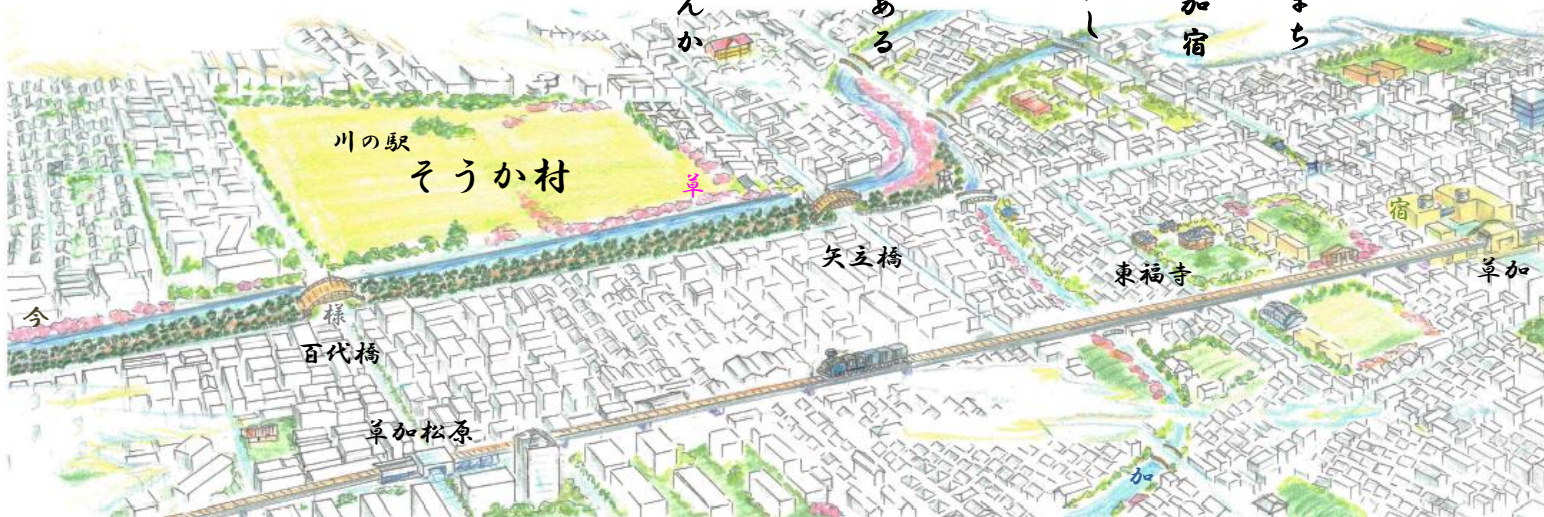 まち
加宿
し
ある
んか
川の駅
そうか村
草
宿
矢立橋
東福寺
草加
今
様
百代橋
草加松原
加